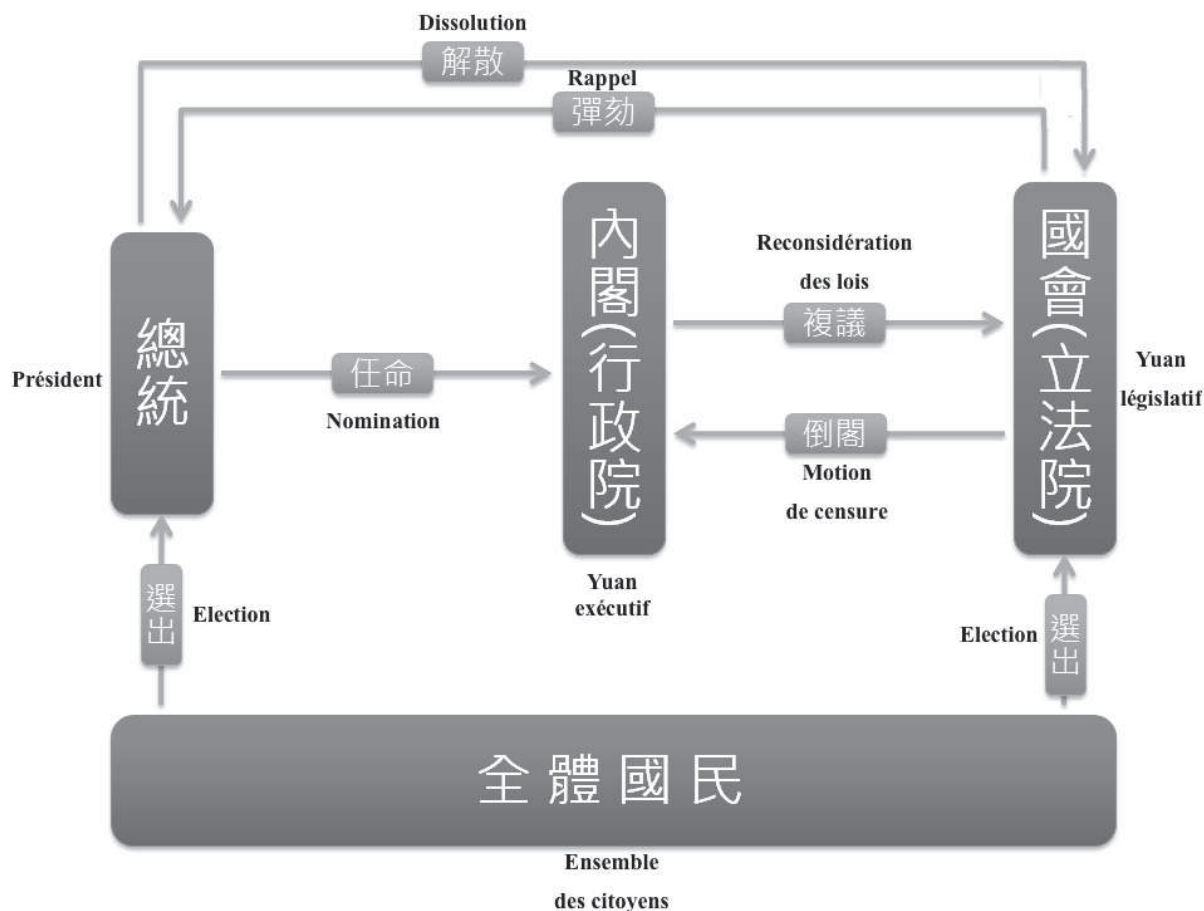 Dissolution
解散
Rappel
彈劾
Président
總統
任命
Nomination
內閣(行政院)
Yuan
exécutif
Reconsidération
des lois
複議
倒閣
Motion
de censure
國會(立法院)
Yuan
législatif
選出
Election
Election
選出
全體國民
Ensemble
des citoyens